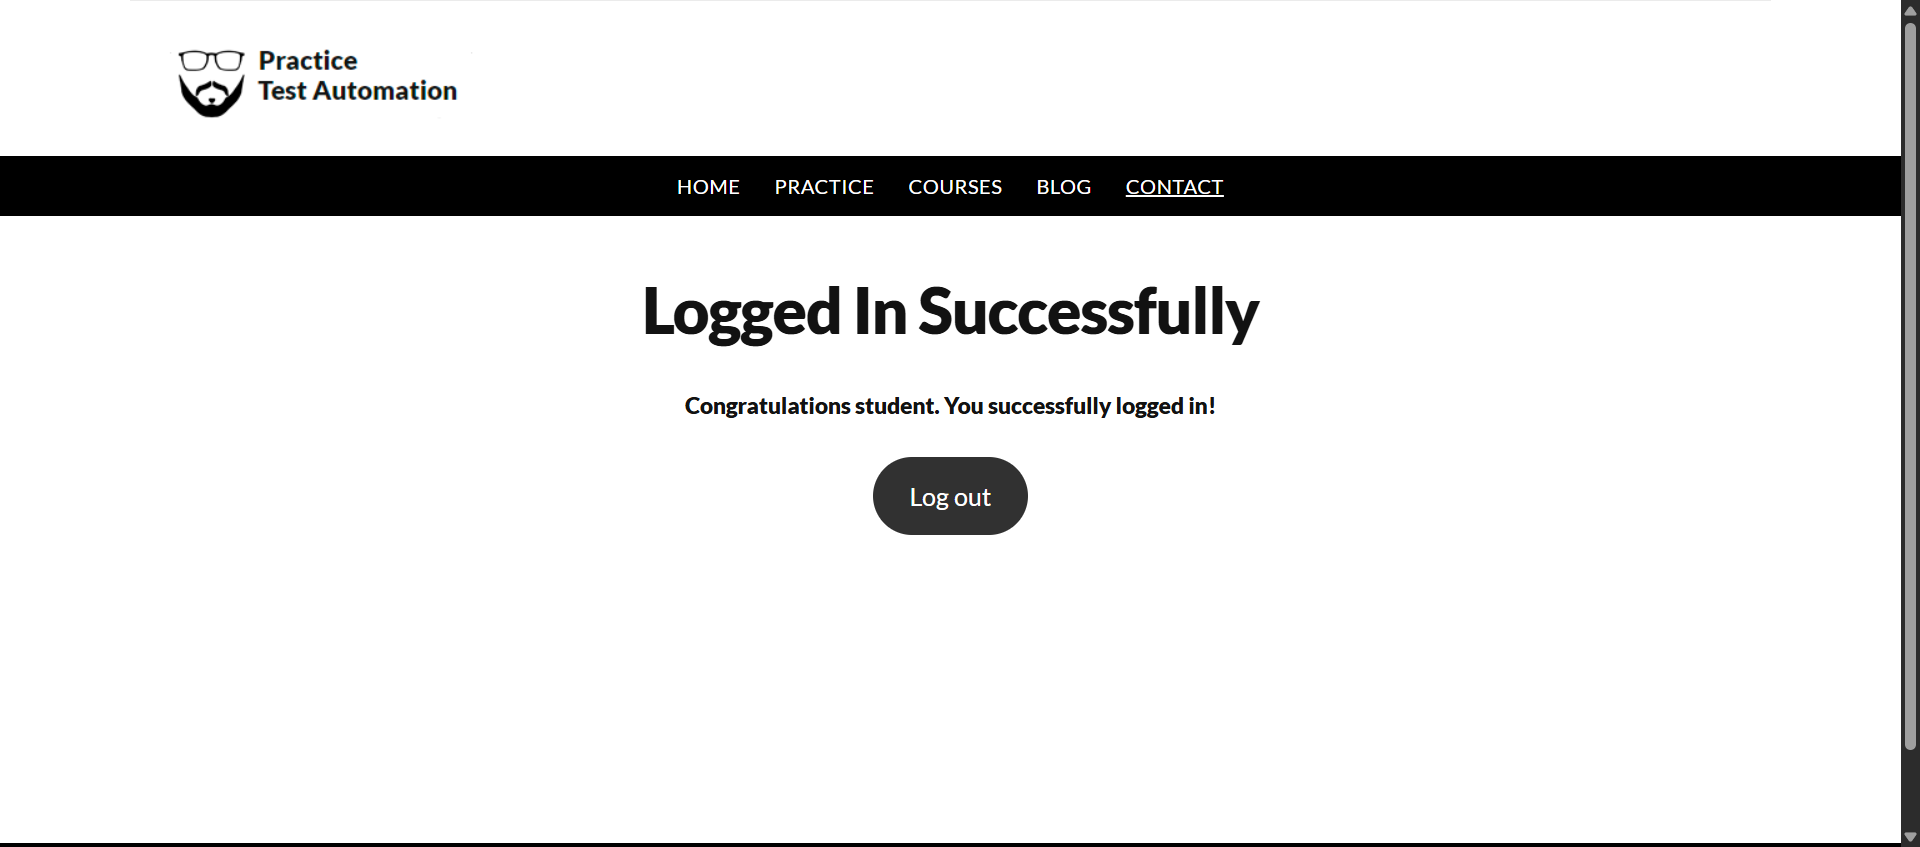 Practice
Test Automation
HOME PRACTICE COURSES BLOG CONTACT
Logged In Successfully
Congratulations student. You successfully logged in!
Log out